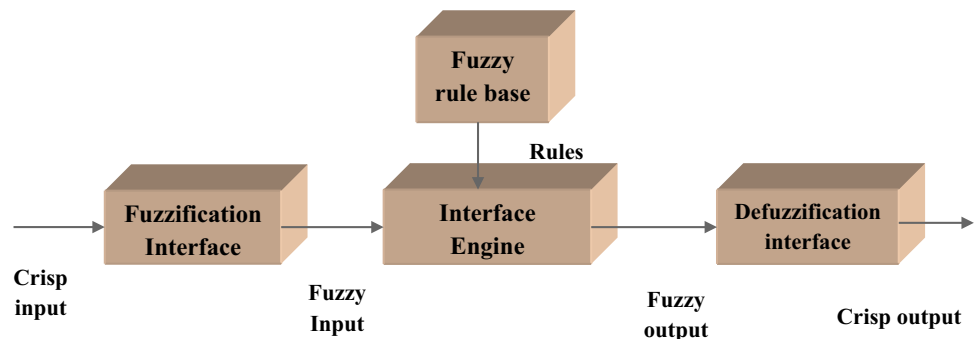 Fuzzy
rule base
Rules
Fuzzification
Interface
Interface
Engine
Defuzzification
interface
Crisp
input
Fuzzy
Input
Fuzzy
output
Crisp output